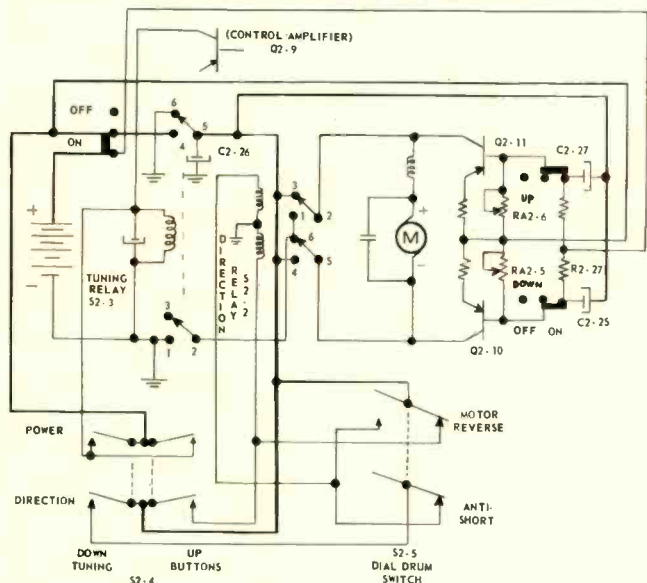 (CONTROL AMPLIFIER)
Q2-9
OFF
ON
6
5
4
C2-26
Q2-11
C2-27
UP
RA2-6
RA2-5
R2-27
DOWN
C2-25
OFF ON
Q2-10
+
-
TUNING
RELAY
S2-3
3
1
2
DIRECTION
RELAY
S2-2
3
2
1
6
4
5
+
M
-
POWER
MOTOR
REVERSE
DIRECTION
ANTI-
SHORT
DOWN
TUNING
UP
BUTTONS
S2-4
S2-5
DIAL DRUM
SWITCH